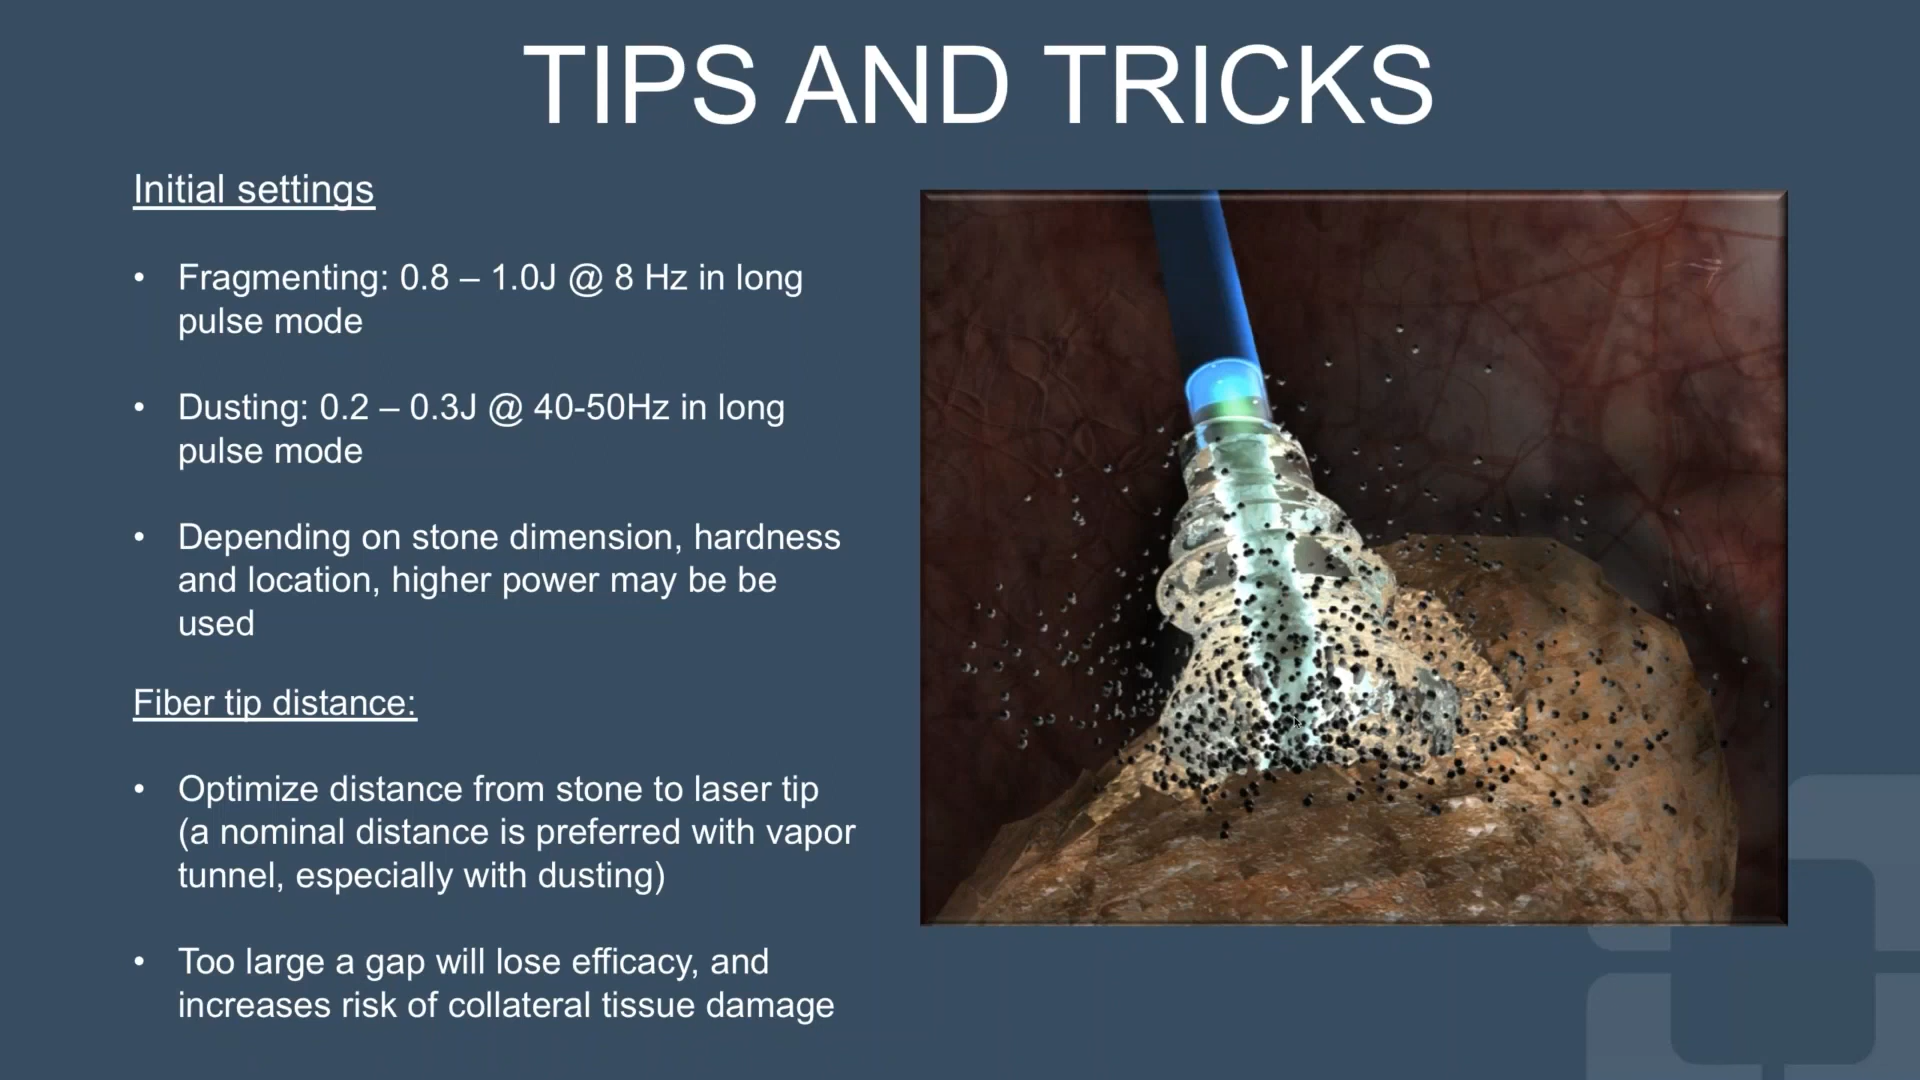 TIPS AND TRICKS
Initial settings
• Fragmenting: 0.8 – 1.0J @ 8 Hz in long
pulse mode
• Dusting: 0.2 – 0.3J @ 40-50Hz in long
pulse mode
• Depending on stone dimension, hardness
and location, higher power may be be
used
Fiber tip distance:
• Optimize distance from stone to laser tip
(a nominal distance is preferred with vapor
tunnel, especially with dusting)
• Too large a gap will lose efficacy, and
increases risk of collateral tissue damage